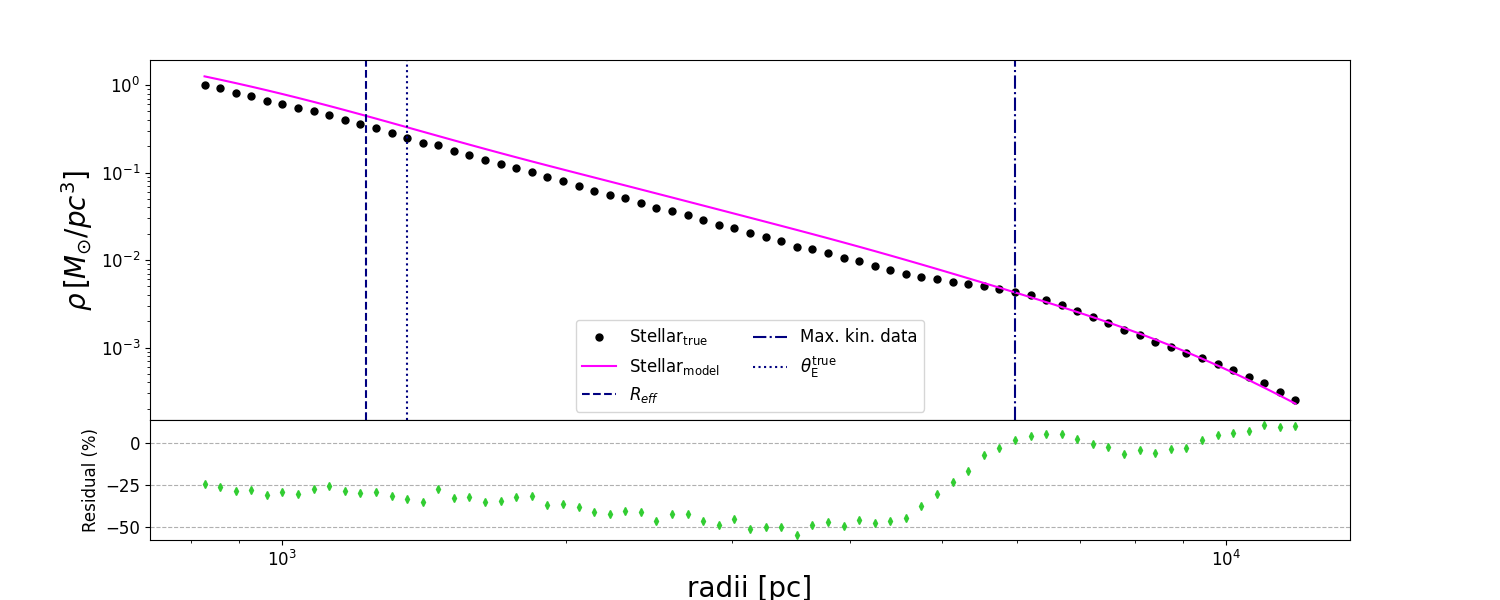 10⁰
10⁻¹
10⁻²
10⁻³
ρ [M⊙/pc³]
Stellar_true
Stellar_model
R_eff
Max. kin. data
θ_E^true
0
−25
−50
Residual (%)
10³
10⁴
radii [pc]